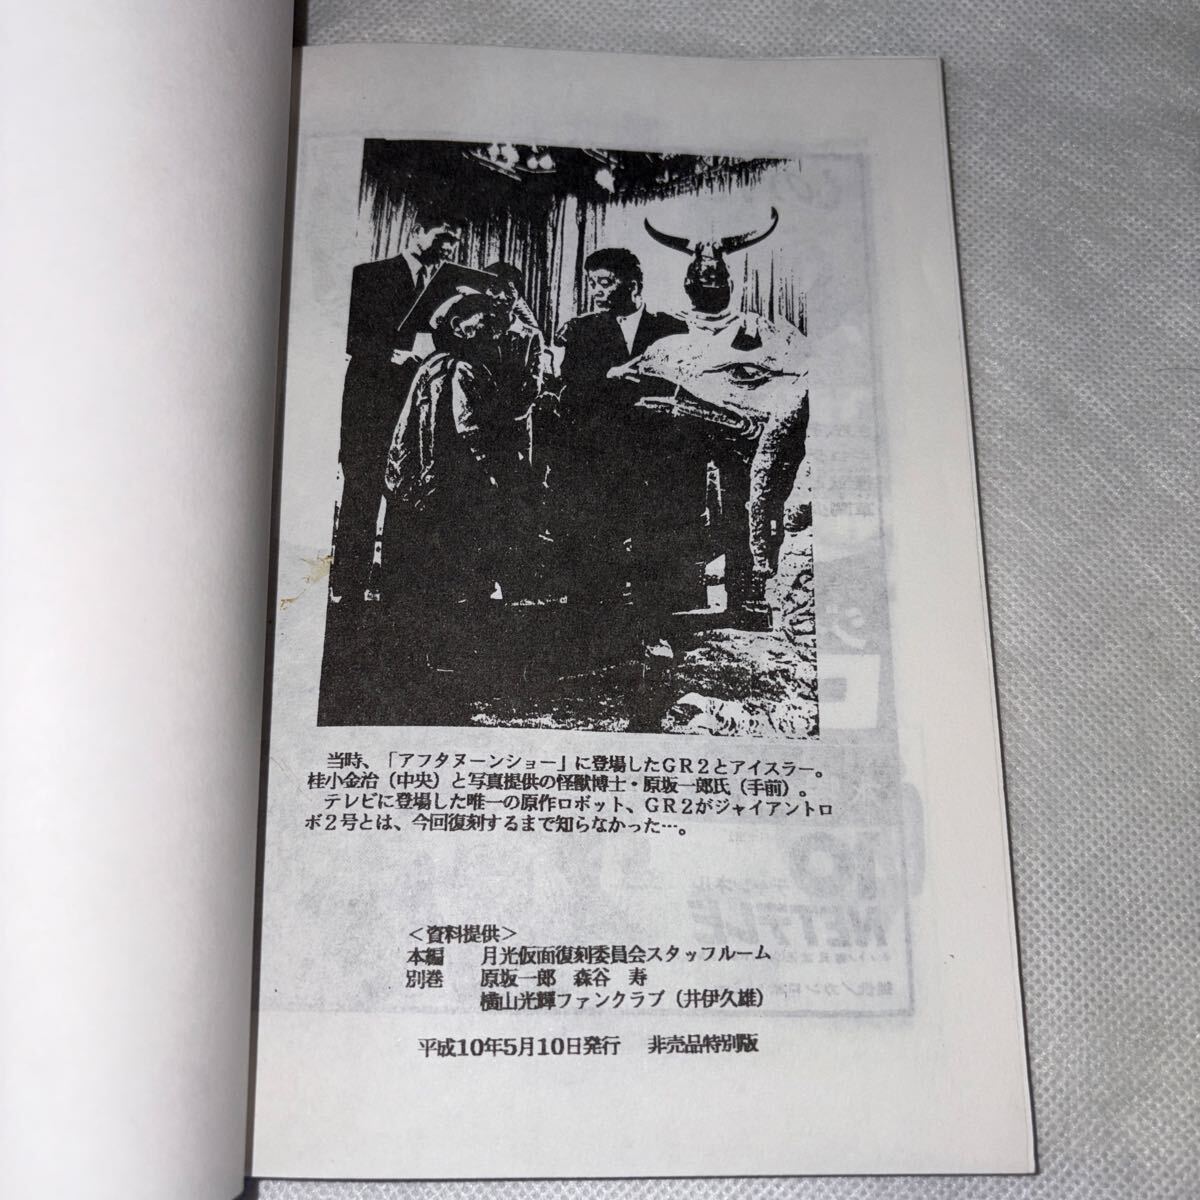 当時、「アフタヌーンショー」に登場したGR2とアイスラー。
桂小金治（中央）と写真提供の怪獣博士・原坂一郎氏（手前）。
テレビに登場した唯一の原作ロボット、GR2がジャイアントロ
ボ2号とは、今回復刻するまで知らなかった…。
＜資料提供＞
本編　月光仮面復刻委員会スタッフルーム
別巻　原坂一郎　森谷　寿
横山光輝ファンクラブ（井伊久雄）
平成10年5月10日発行　非売品特別版